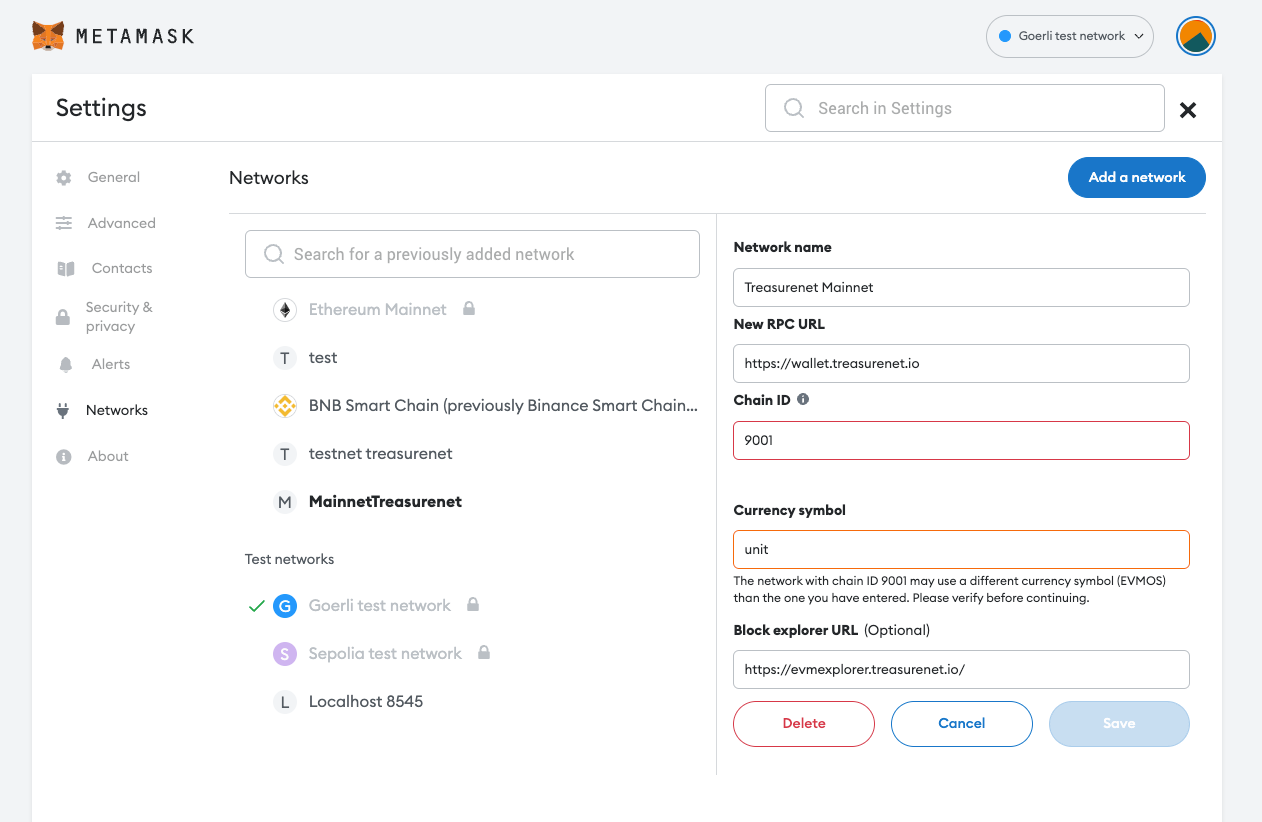 METAMASK
Goerli test network
Settings
Search in Settings
General
Advanced
Contacts
Security &
privacy
Alerts
Networks
About
Networks
Add a network
Search for a previously added network
Ethereum Mainnet
T test
BNB Smart Chain (previously Binance Smart Chain...
T testnet treasurenet
M MainnetTreasurenet
Test networks
G Goerli test network
S Sepolia test network
L Localhost 8545
Network name
Treasurenet Mainnet
New RPC URL
https://wallet.treasurenet.io
Chain ID
9001
Currency symbol
unit
The network with chain ID 9001 may use a different currency symbol (EVMOS)
than the one you have entered. Please verify before continuing.
Block explorer URL (Optional)
https://evmexplorer.treasurenet.io/
Delete
Cancel
Save